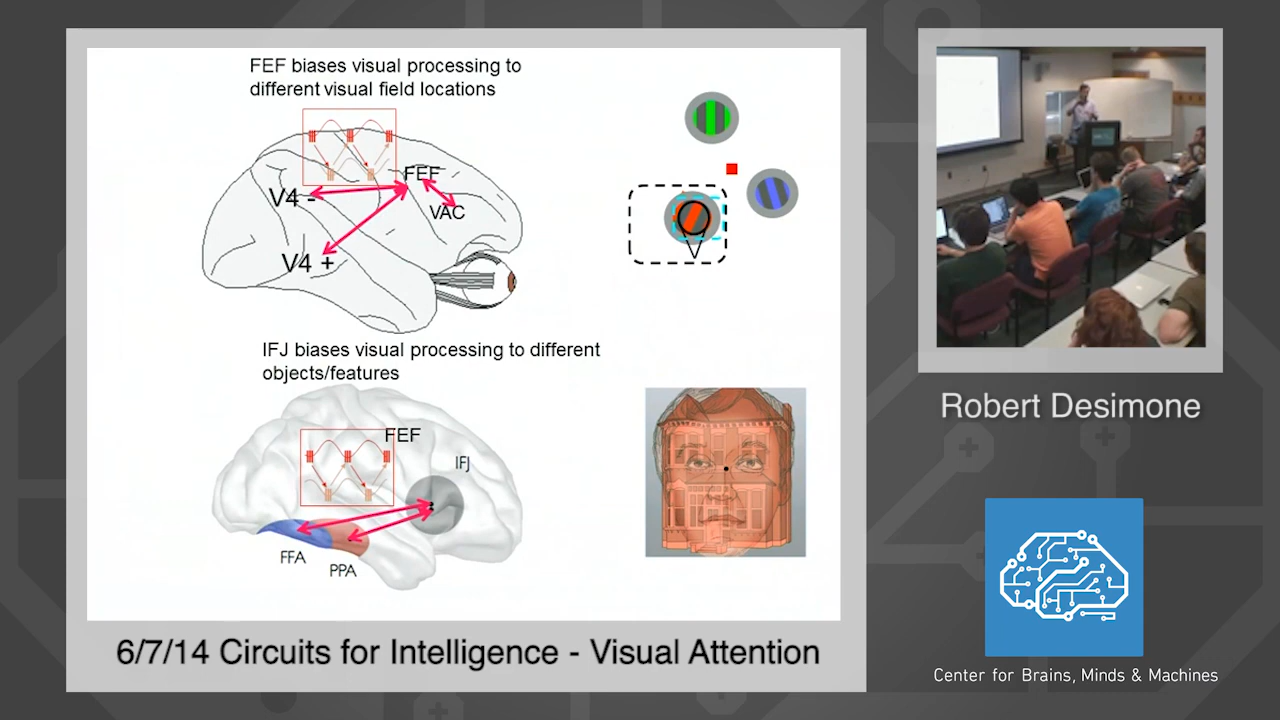 FEF biases visual processing to
different visual field locations
FEF
V4 -
VAC
V4 +
IFJ biases visual processing to different
objects/features
FEF
IFJ
FFA
PPA
6/7/14 Circuits for Intelligence - Visual Attention
Robert Desimone
Center for Brains, Minds & Machines